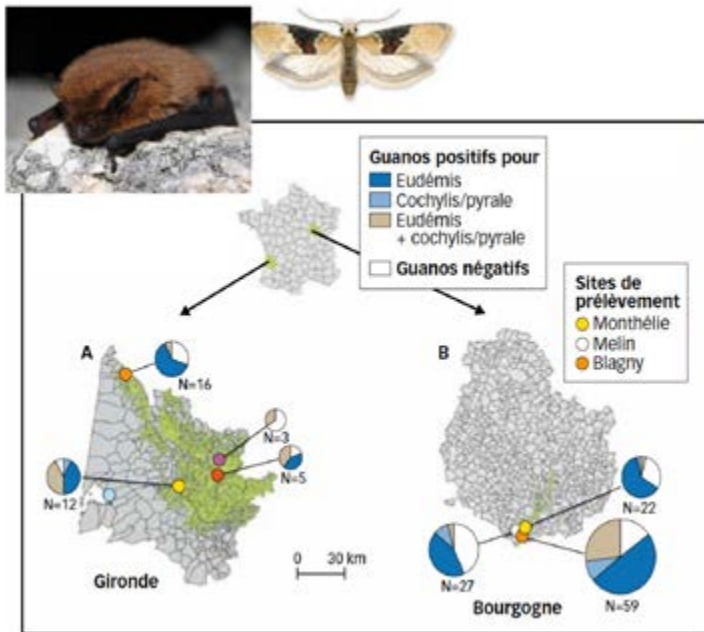 Guanos positifs pour
Eudémis
Cochylis/pyrale
Eudémis
+ cochylis/pyrale
Guanos négatifs
Sites de
prélèvement
Monthélie
Melin
Blagny
A
N=16
N=3
N=5
N=12
0 30 km
Gironde
B
N=22
N=27
N=59
Bourgogne